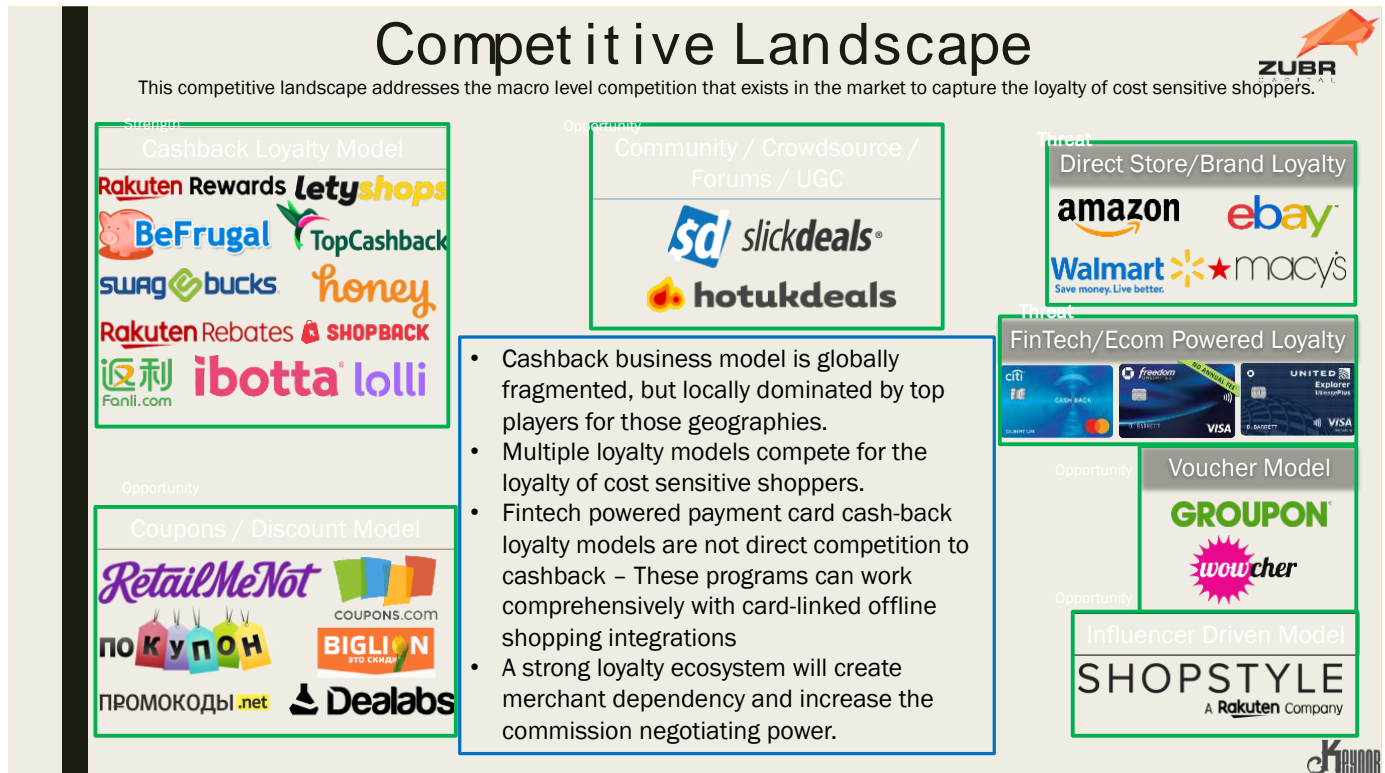 Competitive Landscape
ZUBR
CAPITAL
This competitive landscape addresses the macro level competition that exists in the market to capture the loyalty of cost sensitive shoppers.
Strength
Cashback Loyalty Model
Rakuten Rewards letyshops
BeFrugal TopCashback
swagbucks honey
Rakuten Rebates SHOPBACK
返利 ibotta lolli
Fanli.com
Opportunity
Community / Crowdsource /
Forums / UGC
$d slickdeals
hotukdeals
Threat
Direct Store/Brand Loyalty
amazon ebay
Walmart macy's
Save money. Live better.
Threat
FinTech/Ecom Powered Loyalty
citi
CASH BACK
freedom
UNLIMITED
NO ANNUAL FEE
D. BARRETT
VISA
UNITED
Explorer
MileagePlus
D. BARRETT
VISA
• Cashback business model is globally
fragmented, but locally dominated by top
players for those geographies.
• Multiple loyalty models compete for the
loyalty of cost sensitive shoppers.
• Fintech powered payment card cash-back
loyalty models are not direct competition to
cashback – These programs can work
comprehensively with card-linked offline
shopping integrations
• A strong loyalty ecosystem will create
merchant dependency and increase the
commission negotiating power.
Opportunity
Coupons / Discount Model
RetailMeNot
COUPONS.com
ПОКУПОН
BIGLION
ЭТО СКИДКИ
ПРОМОКОДЫ.net Dealabs
Opportunity
Voucher Model
GROUPON
wowcher
Opportunity
Influencer Driven Model
SHOPSTYLE
A Rakuten Company